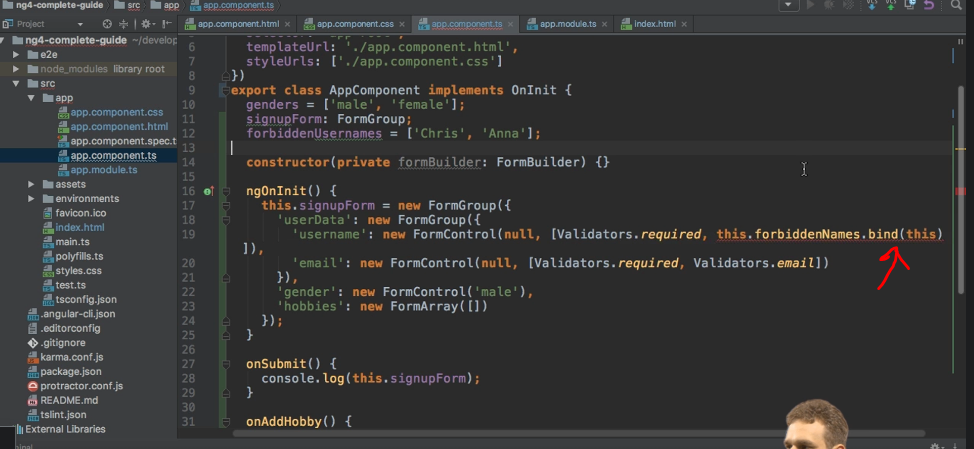 ng4-complete-guide src app app.component.ts
Project
app.component.html app.component.css app.component.ts app.module.ts index.html
ng4-complete-guide ~/develop
e2e
node_modules library root
src
app
app.component.css
app.component.html
app.component.spec.t
app.component.ts
app.module.ts
assets
environments
favicon.ico
index.html
main.ts
polyfills.ts
styles.css
test.ts
tsconfig.json
.angular-cli.json
.editorconfig
.gitignore
karma.conf.js
package.json
protractor.conf.js
README.md
tslint.json
External Libraries
6 templateUrl: './app.component.html',
7 styleUrls: ['./app.component.css']
8 })
9 export class AppComponent implements OnInit {
10 genders = ['male', 'female'];
11 signupForm: FormGroup;
12 forbiddenUsernames = ['Chris', 'Anna'];
13
14 constructor(private formBuilder: FormBuilder) {}
15
16 ngOnInit() {
17 this.signupForm = new FormGroup({
18 'userData': new FormGroup({
19 'username': new FormControl(null, [Validators.required, this.forbiddenNames.bind(this)
]),
20 'email': new FormControl(null, [Validators.required, Validators.email])
21 }),
22 'gender': new FormControl('male'),
23 'hobbies': new FormArray([])
24 });
25 }
26
27 onSubmit() {
28 console.log(this.signupForm);
29 }
30
31 onAddHobby() {